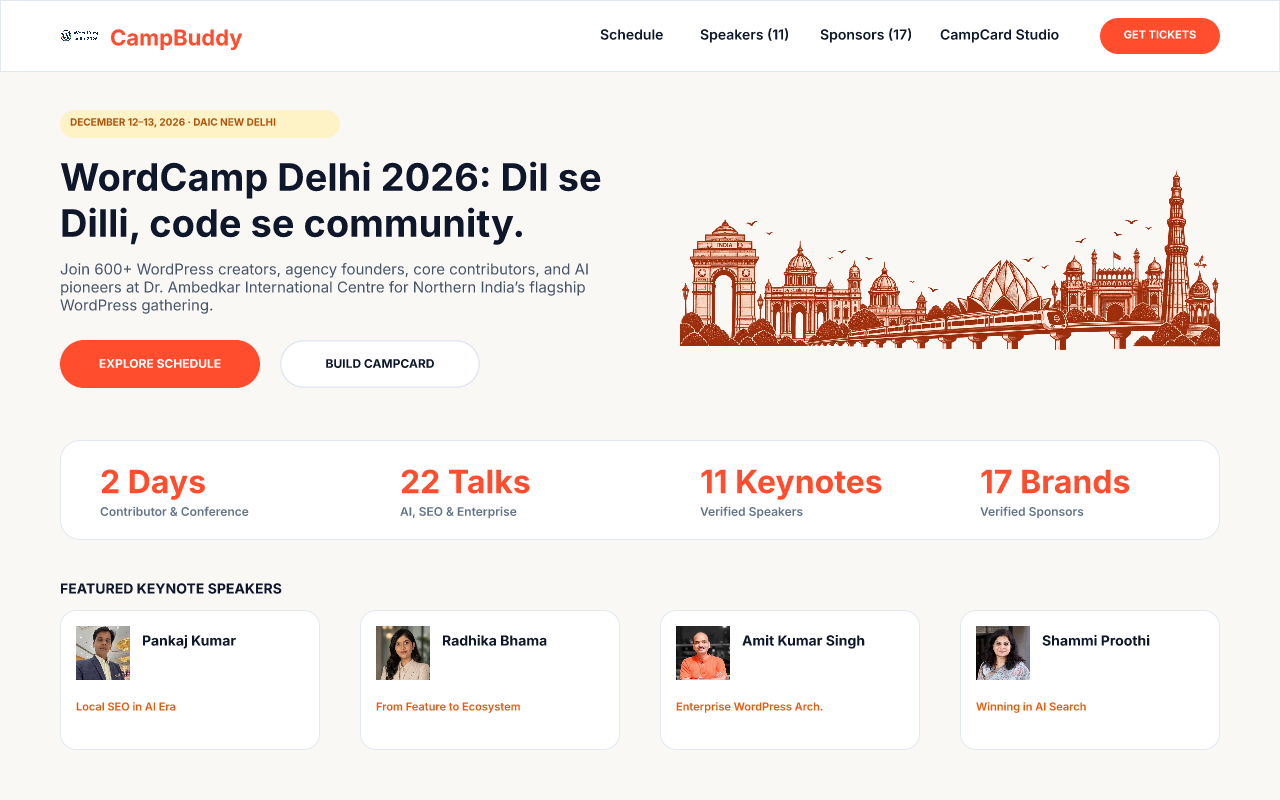 CampBuddy
Schedule
Speakers (11)
Sponsors (17)
CampCard Studio
GET TICKETS
DECEMBER 12–13, 2026 · DAIC NEW DELHI
WordCamp Delhi 2026: Dil se
Dilli, code se community.
Join 600+ WordPress creators, agency founders, core contributors, and AI
pioneers at Dr. Ambedkar International Centre for Northern India’s flagship
WordPress gathering.
EXPLORE SCHEDULE
BUILD CAMPCARD
INDIA
2 Days
Contributor & Conference
22 Talks
AI, SEO & Enterprise
11 Keynotes
Verified Speakers
17 Brands
Verified Sponsors
FEATURED KEYNOTE SPEAKERS
Pankaj Kumar
Local SEO in AI Era
Radhika Bhama
From Feature to Ecosystem
Amit Kumar Singh
Enterprise WordPress Arch.
Shammi Proothi
Winning in AI Search